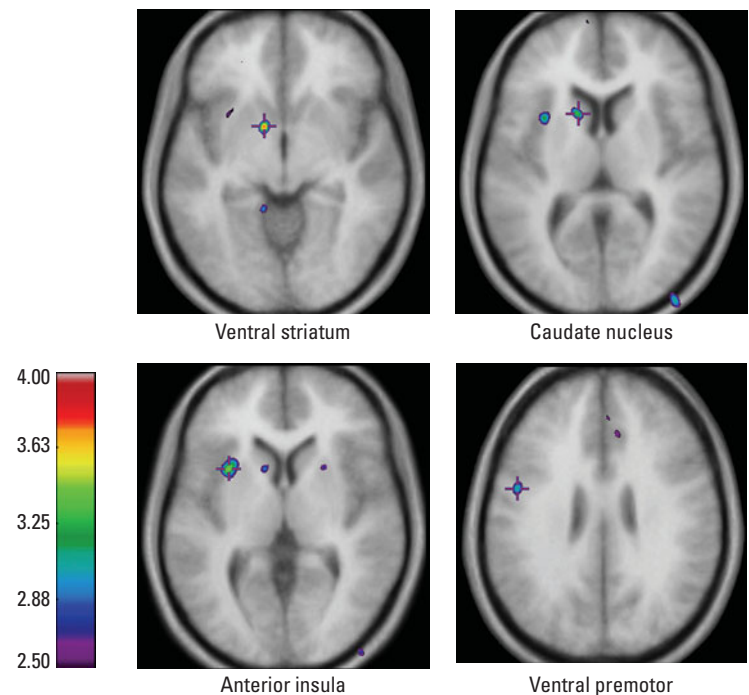 Ventral striatum
Caudate nucleus
4.00
3.63
3.25
2.88
2.50
Anterior insula
Ventral premotor